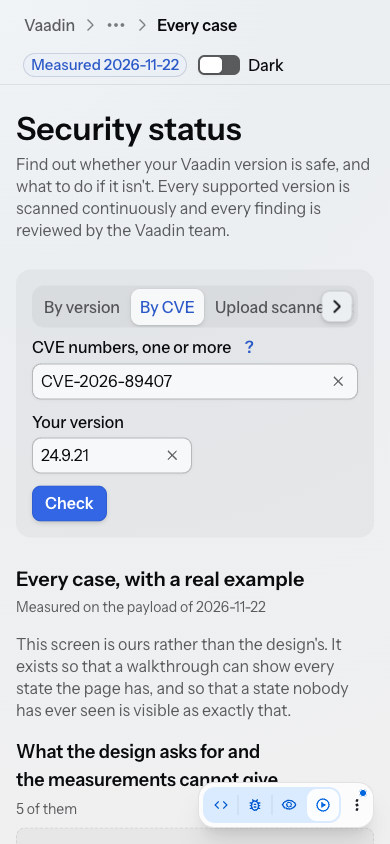 Vaadin > ··· > Every case
Measured 2026-11-22 Dark
Security status
Find out whether your Vaadin version is safe, and
what to do if it isn't. Every supported version is
scanned continuously and every finding is
reviewed by the Vaadin team.
By version By CVE Upload scanne
CVE numbers, one or more ?
CVE-2026-89407
Your version
24.9.21
Check
Every case, with a real example
Measured on the payload of 2026-11-22
This screen is ours rather than the design's. It
exists so that a walkthrough can show every
state the page has, and so that a state nobody
has ever seen is visible as exactly that.
What the design asks for and
the measurements cannot give
5 of them